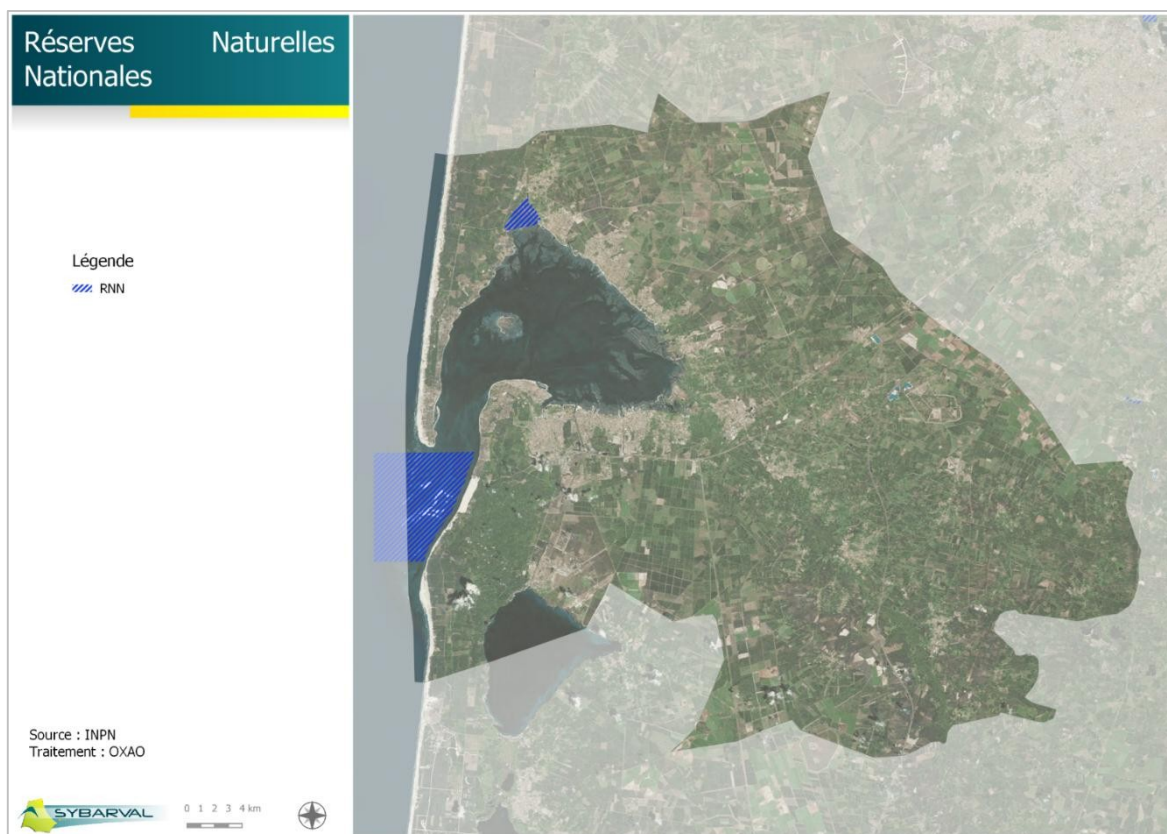 Réserves Naturelles
Nationales
Légende
RNN
Source : INPN
Traitement : OXAO
SYBARVAL
0 1 2 3 4 km